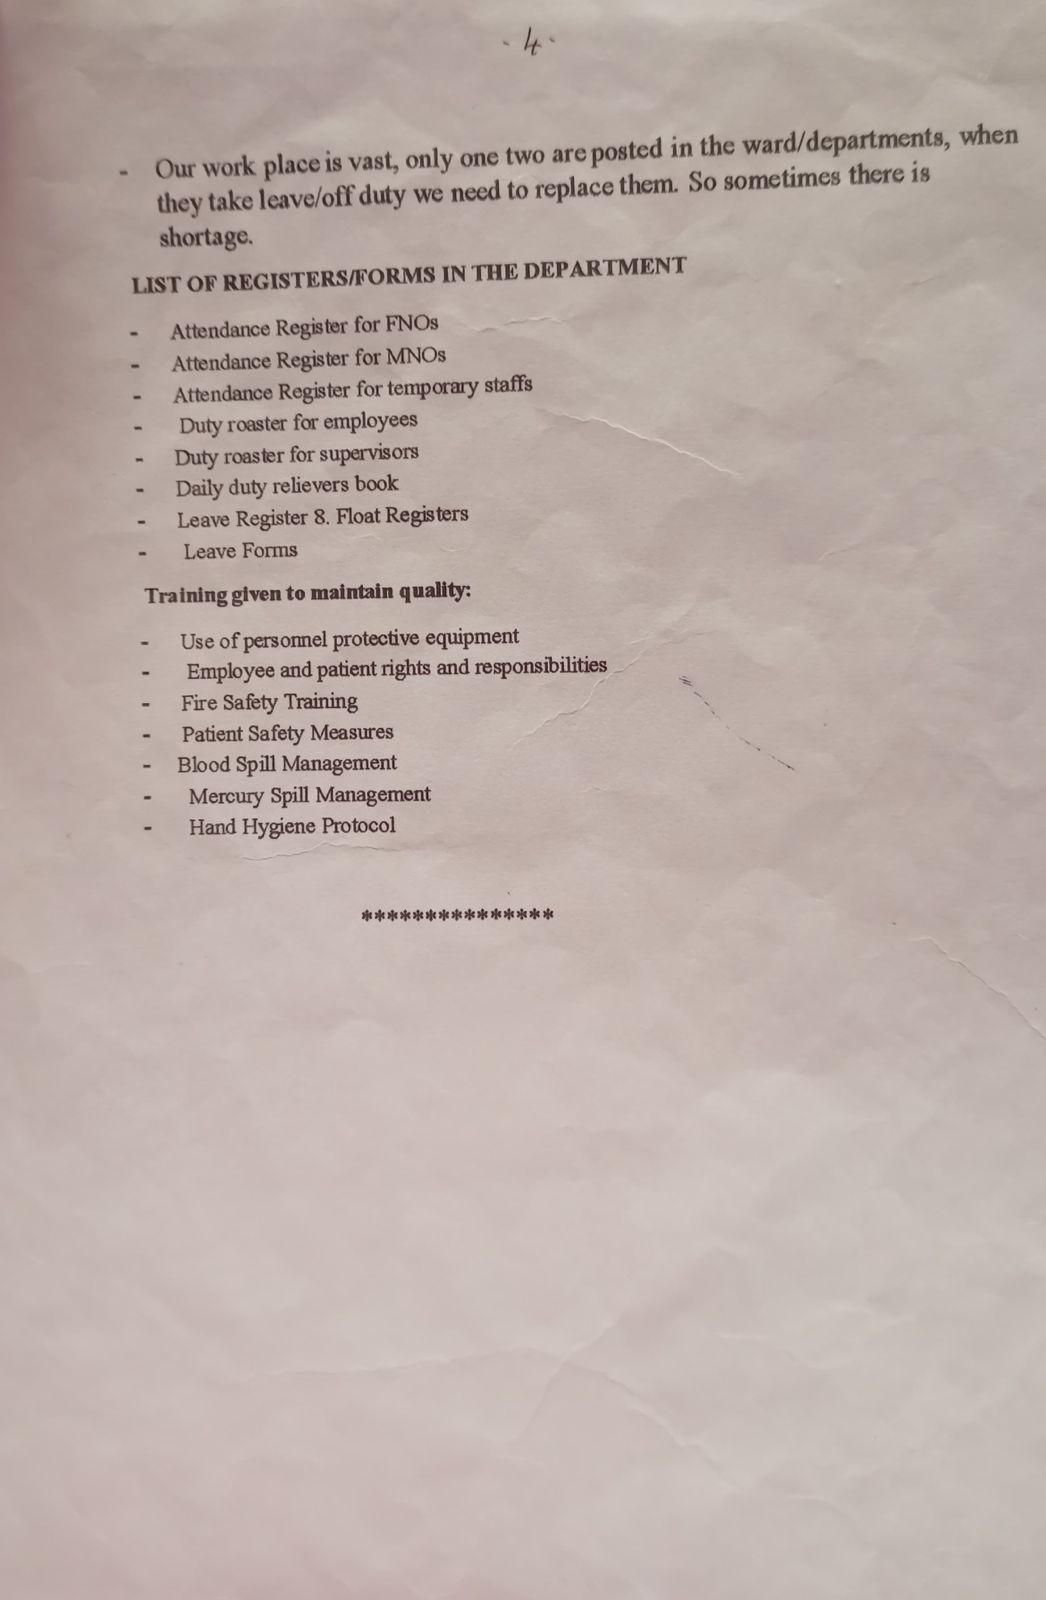 - 4 -
- Our work place is vast, only one two are posted in the ward/departments, when
they take leave/off duty we need to replace them. So sometimes there is
shortage.
LIST OF REGISTERS/FORMS IN THE DEPARTMENT
- Attendance Register for FNOs
- Attendance Register for MNOs
- Attendance Register for temporary staffs
- Duty roaster for employees
- Duty roaster for supervisors
- Daily duty relievers book
- Leave Register 8. Float Registers
- Leave Forms
Training given to maintain quality:
- Use of personnel protective equipment
- Employee and patient rights and responsibilities
- Fire Safety Training
- Patient Safety Measures
- Blood Spill Management
- Mercury Spill Management
- Hand Hygiene Protocol
***************